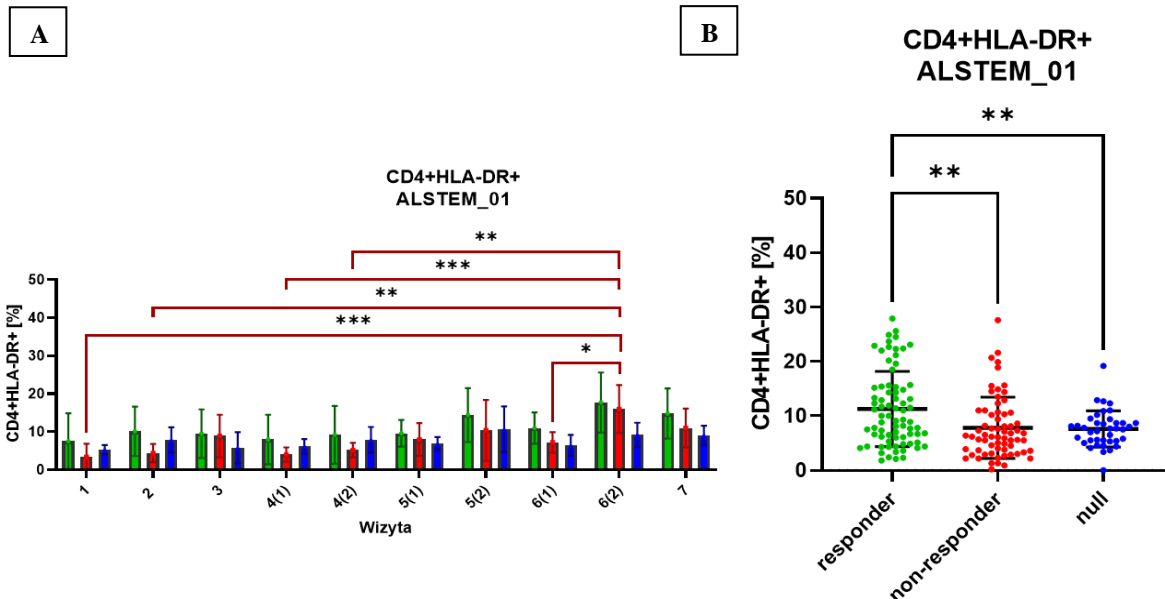 A
CD4+HLA-DR+
ALSTEM_01
**
***
**
***
*
CD4+HLA-DR+ [%]
50
40
30
20
10
0
1
2
3
4(1)
4(2)
5(1)
5(2)
6(1)
6(2)
7
Wizyta
B
CD4+HLA-DR+
ALSTEM_01
**
**
CD4+HLA-DR+ [%]
50
40
30
20
10
0
responder
non-responder
null